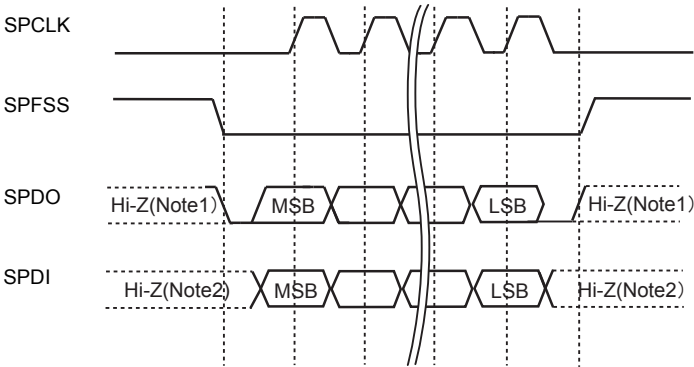 SPCLK
SPFSS
SPDO
Hi-Z(Note1) MSB LSB Hi-Z(Note1)
SPDI
Hi-Z(Note2) MSB LSB Hi-Z(Note2)